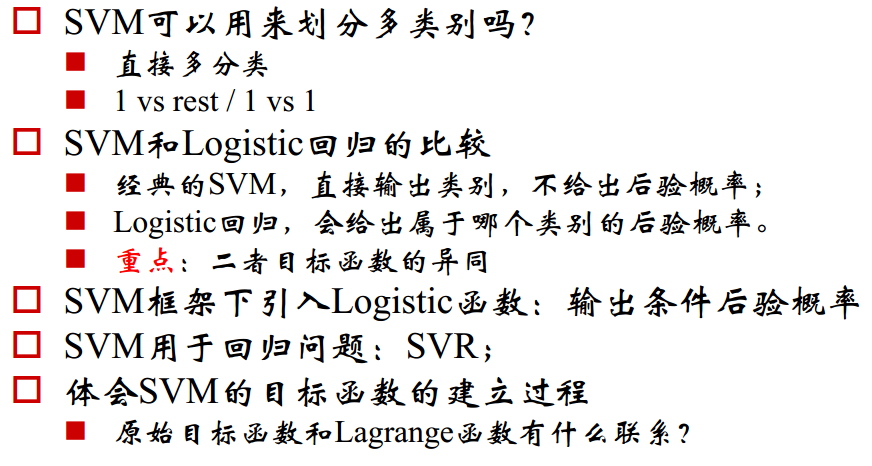 SVM可以用来划分多类别吗？
直接多分类
1 vs rest / 1 vs 1
SVM和Logistic回归的比较
经典的SVM，直接输出类别，不给出后验概率；
Logistic回归，会给出属于哪个类别的后验概率。
重点：二者目标函数的异同
SVM框架下引入Logistic函数：输出条件后验概率
SVM用于回归问题：SVR；
体会SVM的目标函数的建立过程
原始目标函数和Lagrange函数有什么联系？